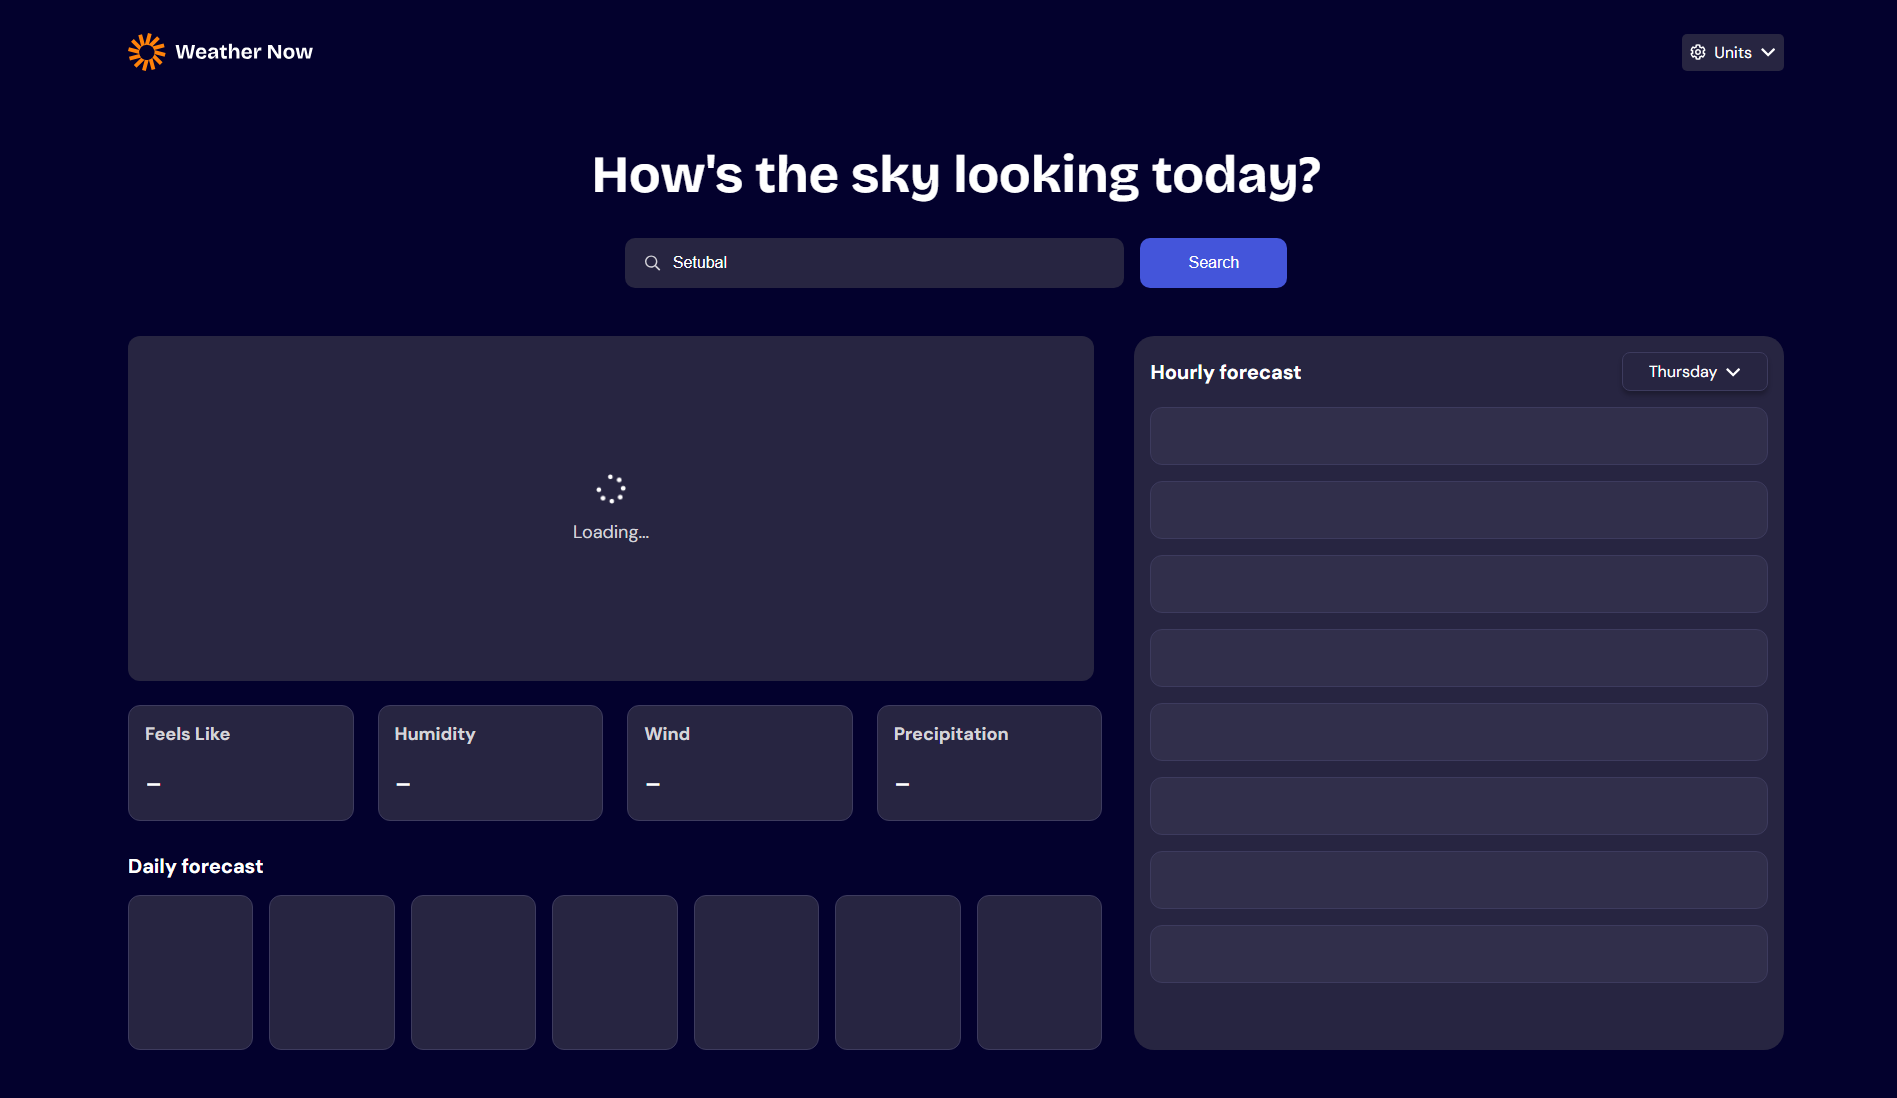 Weather Now
Units
How's the sky looking today?
Setubal
Search
Loading...
Hourly forecast
Thursday
Feels Like
–
Humidity
–
Wind
–
Precipitation
–
Daily forecast